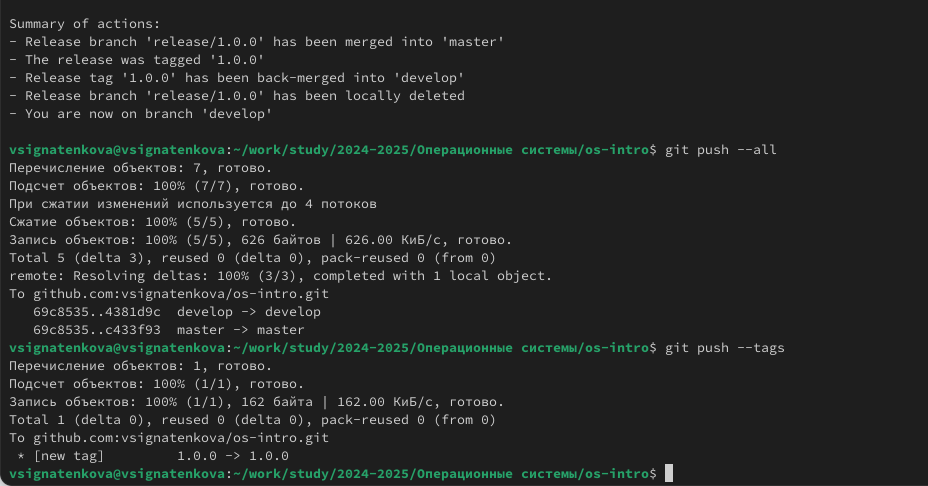 Summary of actions:
- Release branch 'release/1.0.0' has been merged into 'master'
- The release was tagged '1.0.0'
- Release tag '1.0.0' has been back-merged into 'develop'
- Release branch 'release/1.0.0' has been locally deleted
- You are now on branch 'develop'
vsignatenkova@vsignatenkova:~/work/study/2024-2025/Операционные системы/os-intro$ git push --all
Перечисление объектов: 7, готово.
Подсчет объектов: 100% (7/7), готово.
При сжатии изменений используется до 4 потоков
Сжатие объектов: 100% (5/5), готово.
Запись объектов: 100% (5/5), 626 байтов | 626.00 КиБ/с, готово.
Total 5 (delta 3), reused 0 (delta 0), pack-reused 0 (from 0)
remote: Resolving deltas: 100% (3/3), completed with 1 local object.
To github.com:vsignatenkova/os-intro.git
   69c8535..4381d9c  develop -> develop
   69c8535..c433f93  master -> master
vsignatenkova@vsignatenkova:~/work/study/2024-2025/Операционные системы/os-intro$ git push --tags
Перечисление объектов: 1, готово.
Подсчет объектов: 100% (1/1), готово.
Запись объектов: 100% (1/1), 162 байта | 162.00 КиБ/с, готово.
Total 1 (delta 0), reused 0 (delta 0), pack-reused 0 (from 0)
To github.com:vsignatenkova/os-intro.git
 * [new tag]         1.0.0 -> 1.0.0
vsignatenkova@vsignatenkova:~/work/study/2024-2025/Операционные системы/os-intro$